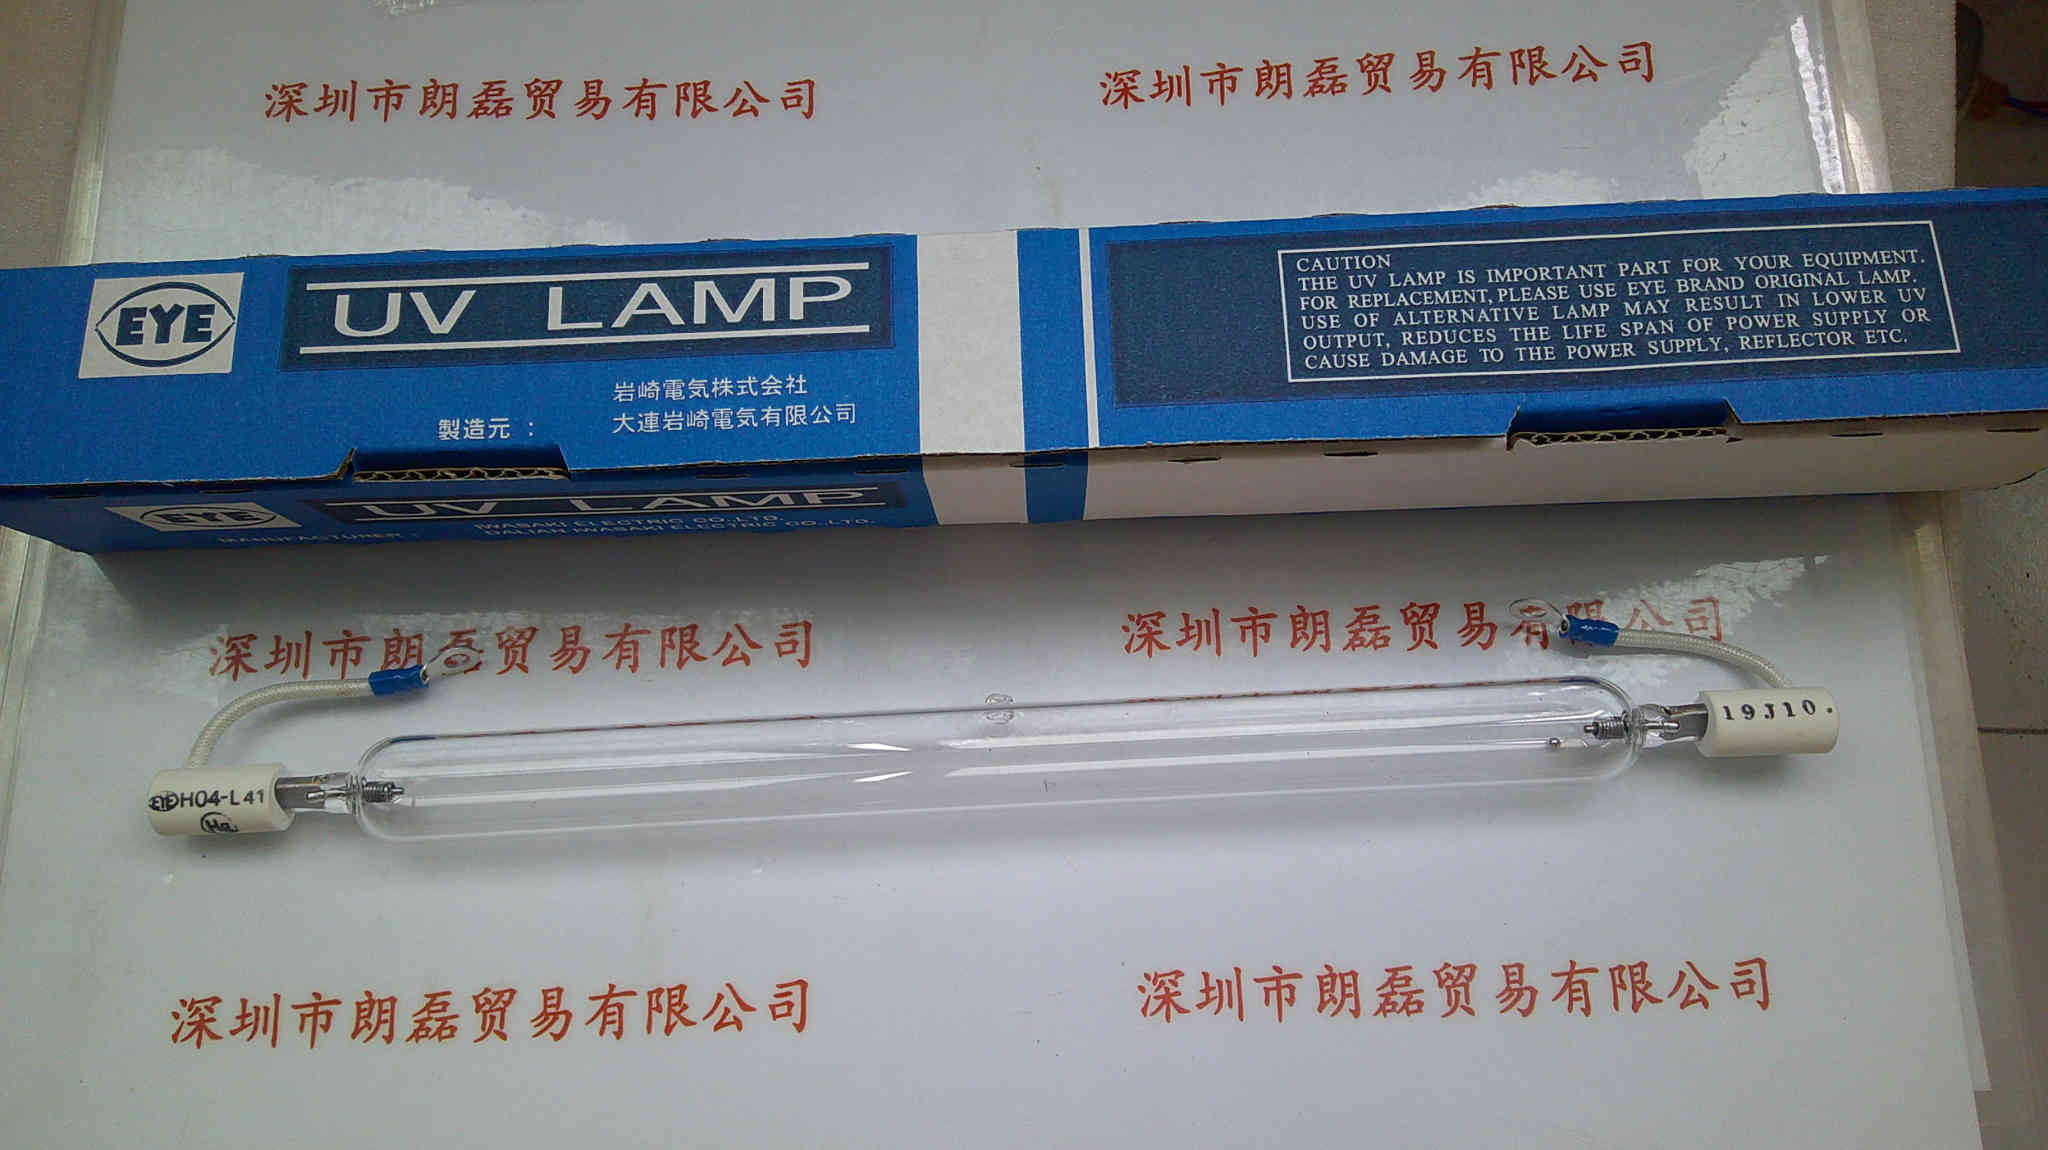 深圳市朗磊贸易有限公司
深圳市朗磊贸易有限公司
EYE
UV LAMP
製造元：
岩崎電気株式会社
大連岩崎電気有限公司
CAUTION
THE UV LAMP IS IMPORTANT PART FOR YOUR EQUIPMENT.
FOR REPLACEMENT, PLEASE USE EYE BRAND ORIGINAL LAMP.
USE OF ALTERNATIVE LAMP MAY RESULT IN LOWER UV
OUTPUT, REDUCES THE LIFE SPAN OF POWER SUPPLY OR
CAUSE DAMAGE TO THE POWER SUPPLY, REFLECTOR ETC.
EYE
UV LAMP
MANUFACTURER :
IWASAKI ELECTRIC CO.,LTD.
DALIAN IWASAKI ELECTRIC CO.,LTD.
深圳市朗磊贸易有限公司
深圳市朗磊贸易有限公司
EYE H04-L41
Hg
19J10.
深圳市朗磊贸易有限公司
深圳市朗磊贸易有限公司